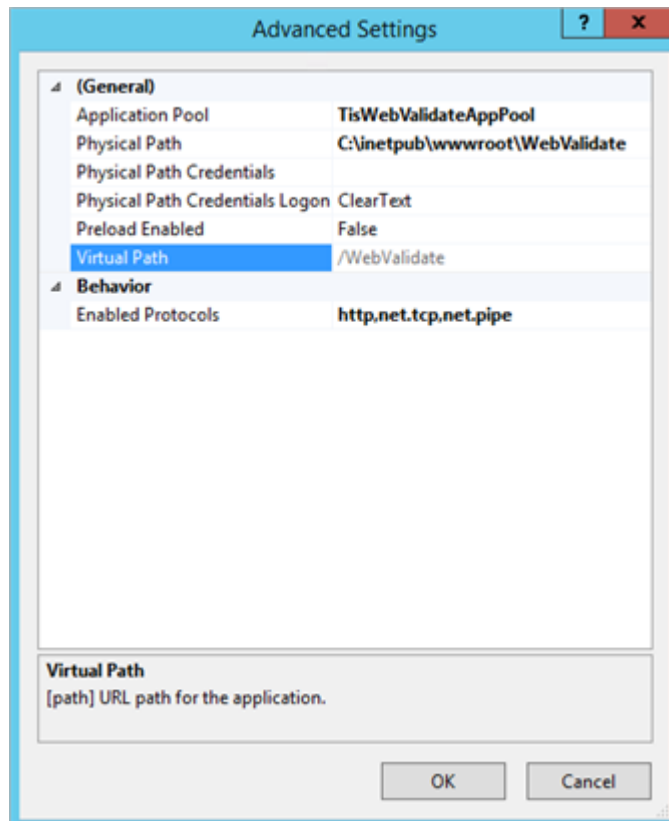 Advanced Settings
?
x
(General)
Application Pool TisWebValidateAppPool
Physical Path C:\inetpub\wwwroot\WebValidate
Physical Path Credentials
Physical Path Credentials Logon ClearText
Preload Enabled False
Virtual Path /WebValidate
Behavior
Enabled Protocols http,net.tcp,net.pipe
Virtual Path
[path] URL path for the application.
OK Cancel